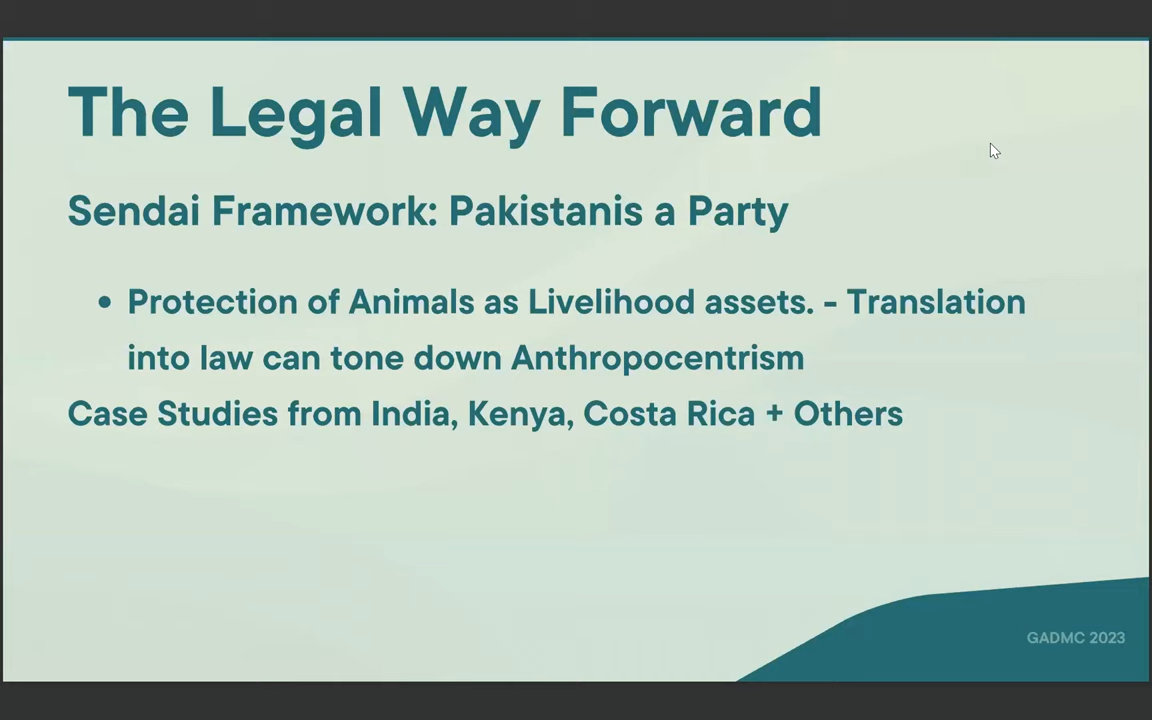 The Legal Way Forward
Sendai Framework: Pakistanis a Party
• Protection of Animals as Livelihood assets. - Translation
into law can tone down Anthropocentrism
Case Studies from India, Kenya, Costa Rica + Others
GADMC 2023